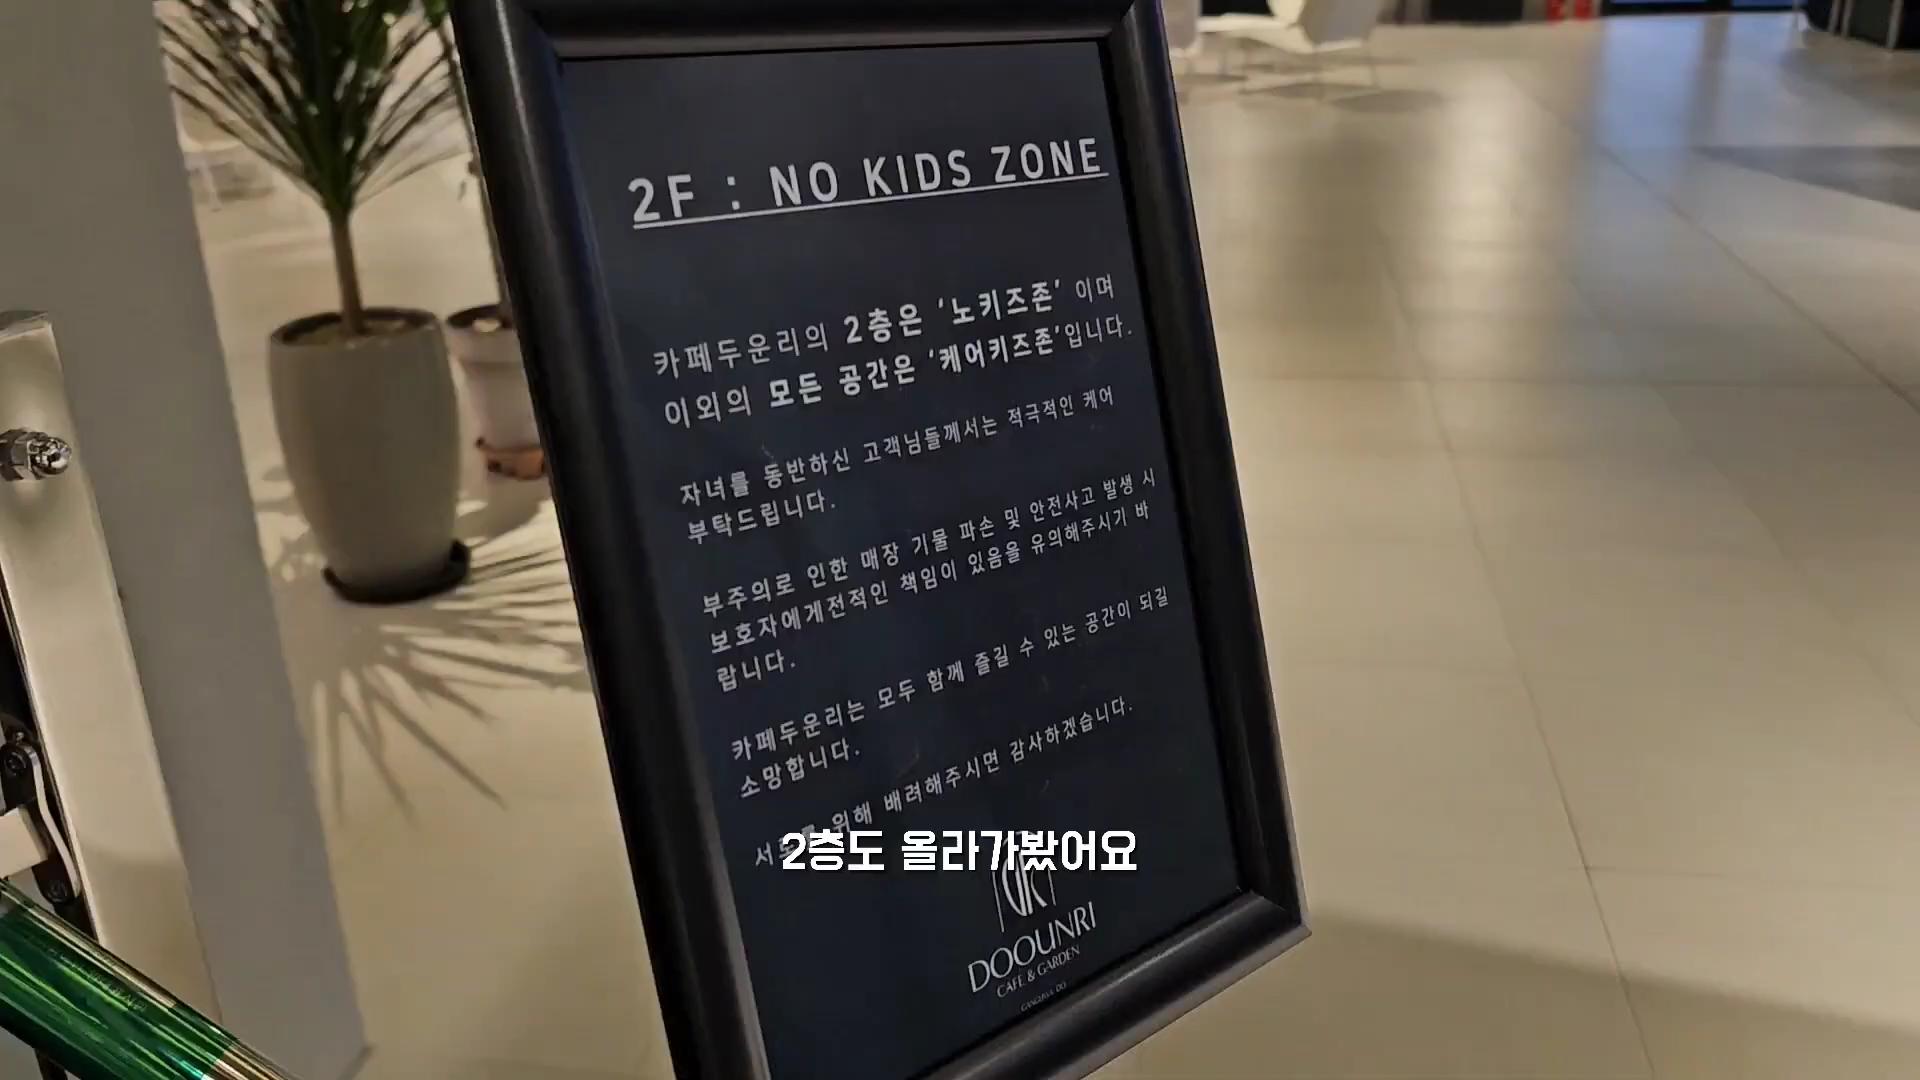 2F : NO KIDS ZONE
카페두운리의 2층은 '노키즈존' 이며
이외의 모든 공간은 '케어키즈존'입니다.
자녀를 동반하신 고객님들께서는 적극적인 케어
부탁드립니다.
부주의로 인한 매장 기물 파손 및 안전사고 발생 시
보호자에게전적인 책임이 있음을 유의해주시기 바
랍니다.
카페두운리는 모두 함께 즐길 수 있는 공간이 되길
소망합니다.
위해 배려해주시면 감사하겠습니다.
2층도 올라가봤어요
DOOUNRI
CAFE & GARDEN